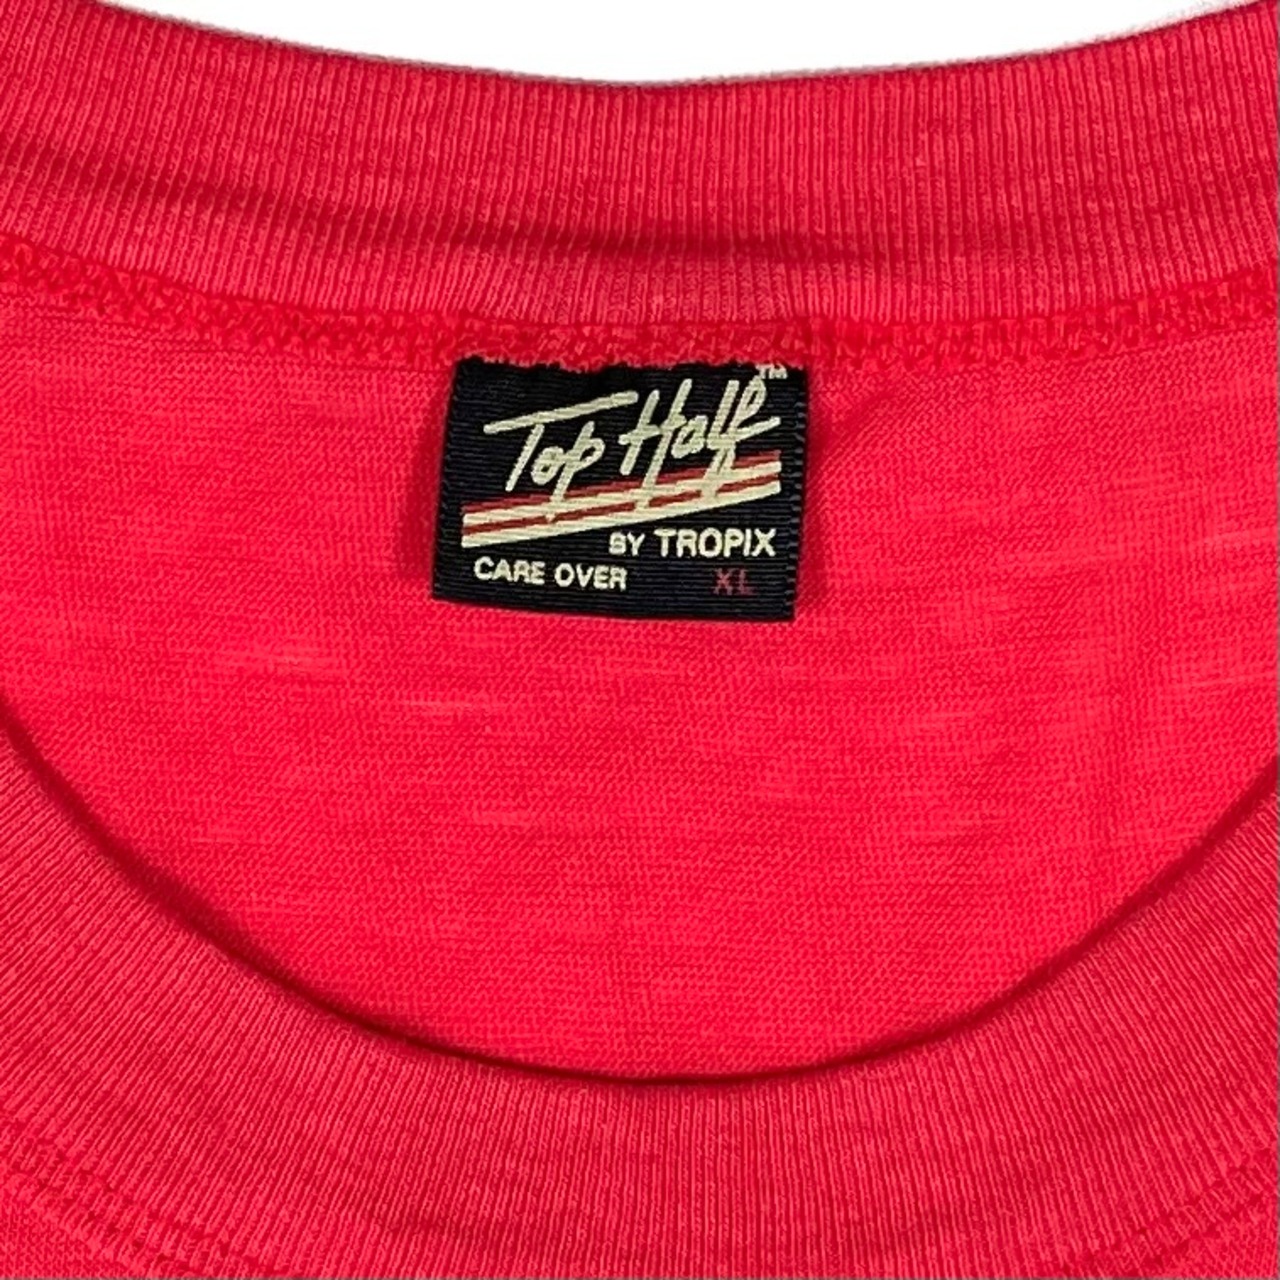 Top Half™
BY TROPIX
CARE OVER XL